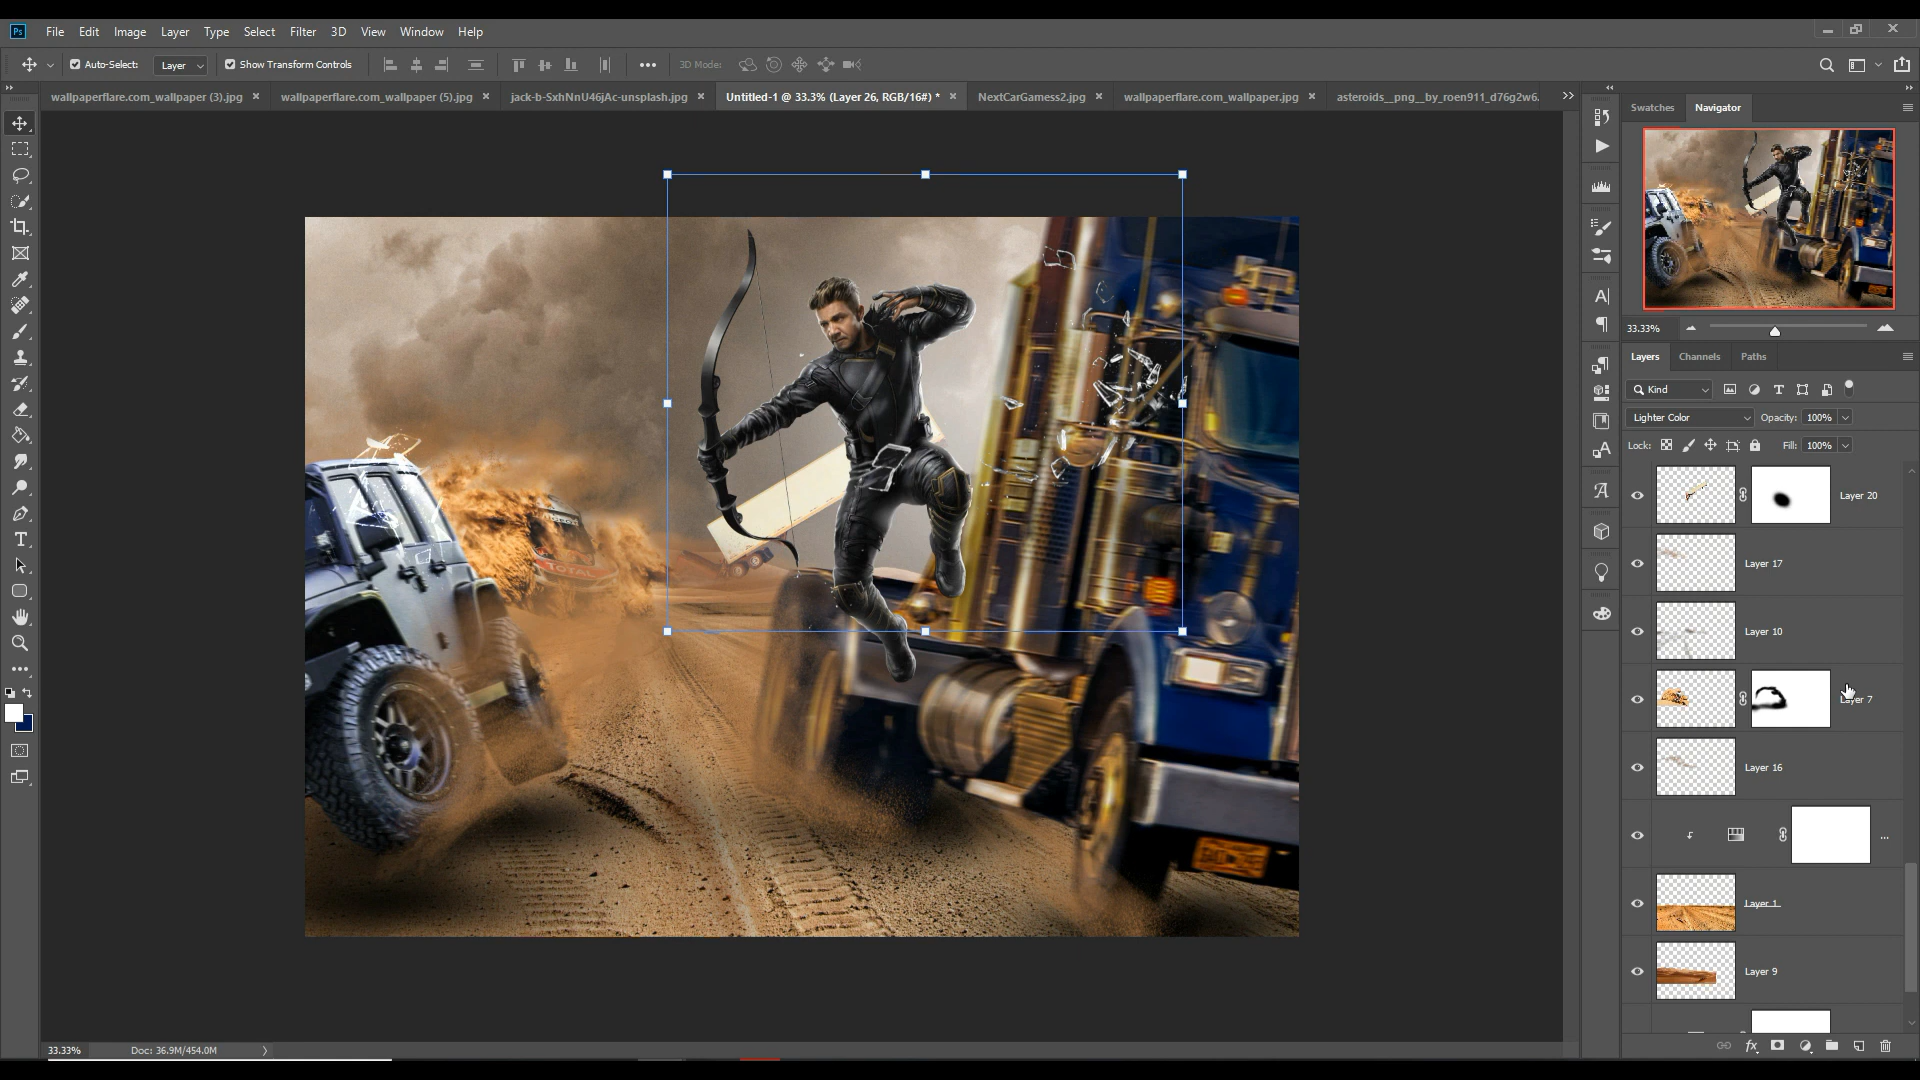 Ps File Edit Image Layer Type Select Filter 3D View Window Help
Auto-Select: Layer Show Transform Controls 3D Mode:
wallpaperflare.com_wallpaper (3).jpg wallpaperflare.com_wallpaper (5).jpg jack-b-SxhNnU46jAc-unsplash.jpg Untitled-1 @ 33.3% (Layer 26, RGB/16#) * NextCarGamess2.jpg wallpaperflare.com_wallpaper.jpg asteroids__png__by_roen911_d76g2w6.
Swatches Navigator
33.33%
Layers Channels Paths
Kind
Lighter Color Opacity: 100%
Lock: Fill: 100%
Layer 20
Layer 17
Layer 10
Layer 7
Layer 16
...
Layer 1
Layer 9
TOTAL
33.33% Doc: 36.9M/454.0M
fx